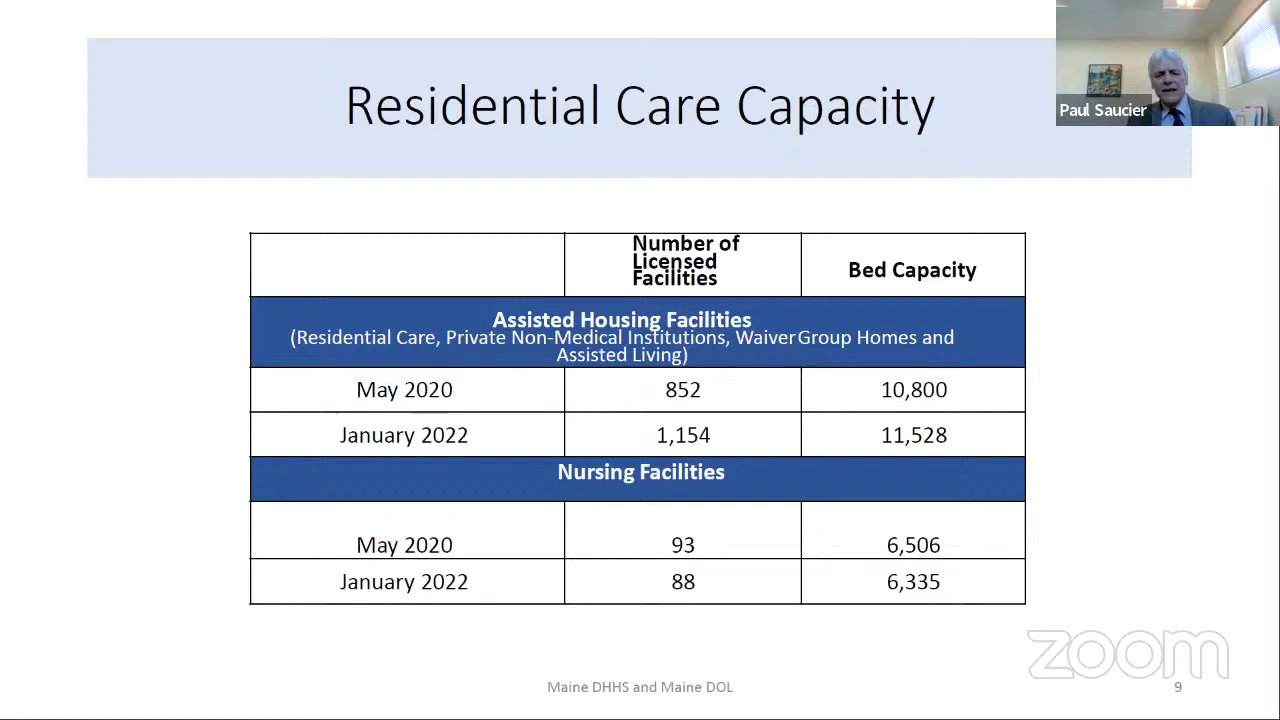 Residential Care Capacity
Paul Saucier
Number of
Licensed
Facilities
Bed Capacity
Assisted Housing Facilities
(Residential Care, Private Non-Medical Institutions, Waiver Group Homes and
Assisted Living)
May 2020 852 10,800
January 2022 1,154 11,528
Nursing Facilities
May 2020 93 6,506
January 2022 88 6,335
zoom
Maine DHHS and Maine DOL
9